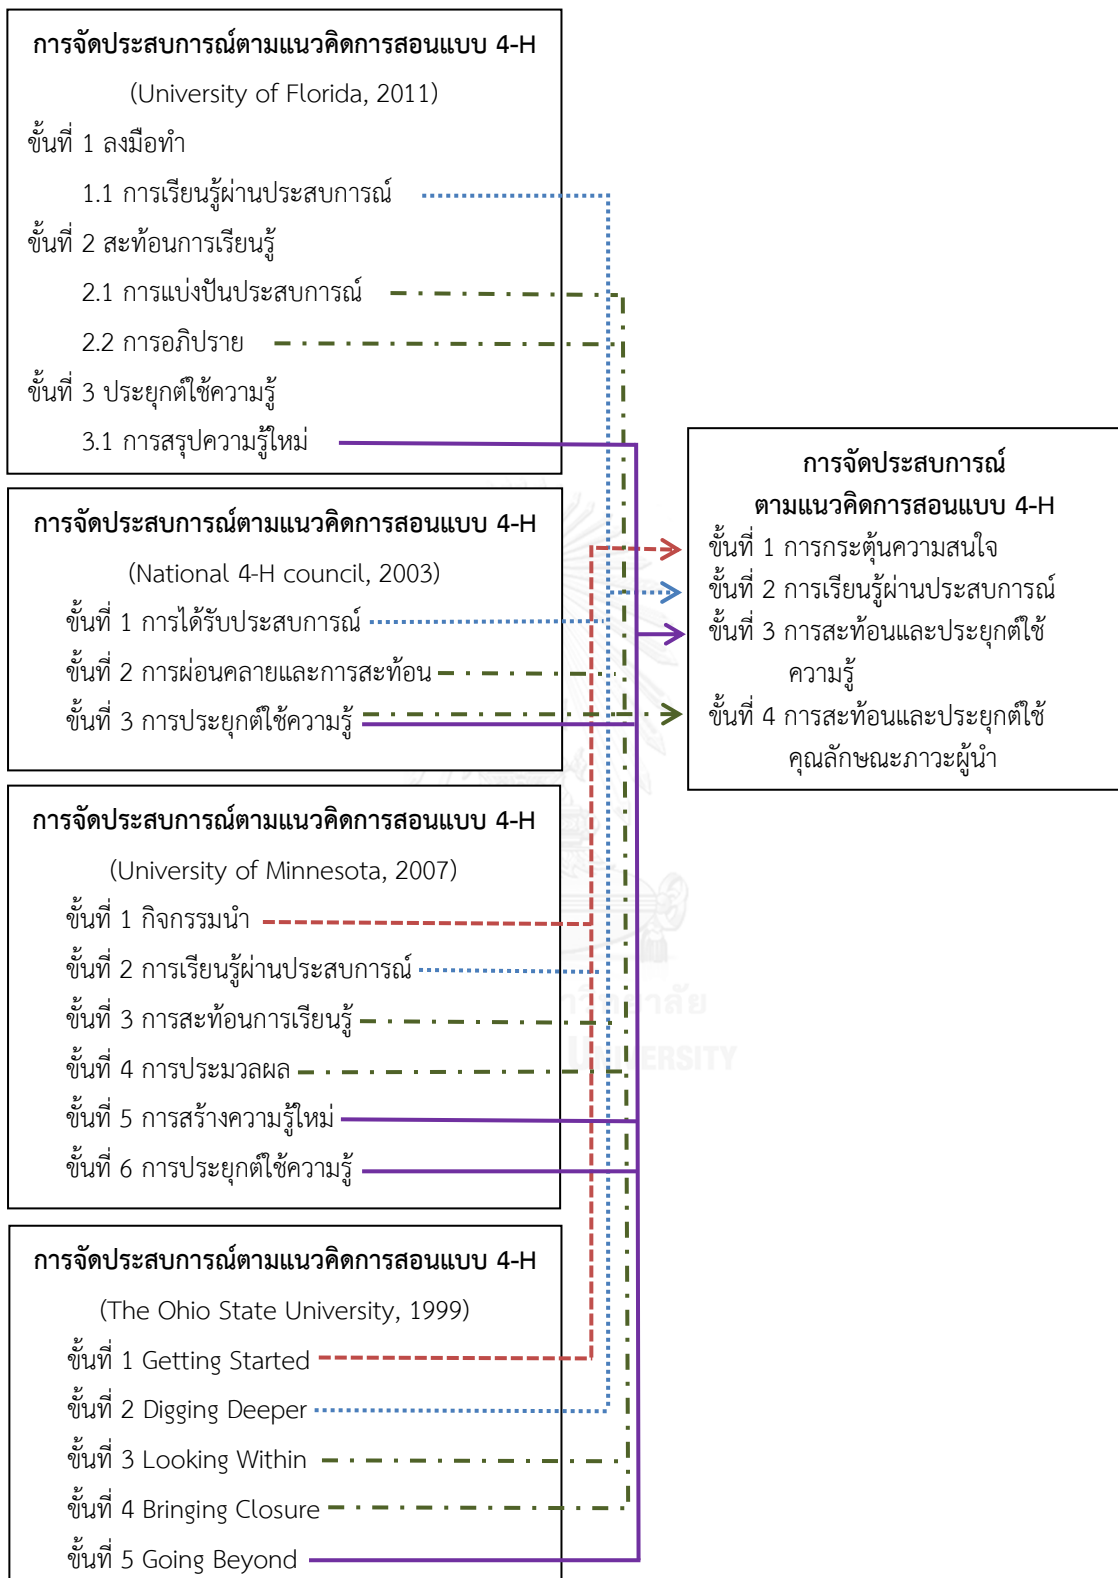 การจัดประสบการณ์ตามแนวคิดการสอนแบบ 4-H
(University of Florida, 2011)
ขั้นที่ 1 ลงมือทำ
1.1 การเรียนรู้ผ่านประสบการณ์
ขั้นที่ 2 สะท้อนการเรียนรู้
2.1 การแบ่งปันประสบการณ์
2.2 การอภิปราย
ขั้นที่ 3 ประยุกต์ใช้ความรู้
3.1 การสรุปความรู้ใหม่
การจัดประสบการณ์ตามแนวคิดการสอนแบบ 4-H
(National 4-H council, 2003)
ขั้นที่ 1 การได้รับประสบการณ์
ขั้นที่ 2 การผ่อนคลายและการสะท้อน
ขั้นที่ 3 การประยุกต์ใช้ความรู้
การจัดประสบการณ์ตามแนวคิดการสอนแบบ 4-H
(University of Minnesota, 2007)
ขั้นที่ 1 กิจกรรมนำ
ขั้นที่ 2 การเรียนรู้ผ่านประสบการณ์
ขั้นที่ 3 การสะท้อนการเรียนรู้
ขั้นที่ 4 การประมวลผล
ขั้นที่ 5 การสร้างความรู้ใหม่
ขั้นที่ 6 การประยุกต์ใช้ความรู้
การจัดประสบการณ์ตามแนวคิดการสอนแบบ 4-H
(The Ohio State University, 1999)
ขั้นที่ 1 Getting Started
ขั้นที่ 2 Digging Deeper
ขั้นที่ 3 Looking Within
ขั้นที่ 4 Bringing Closure
ขั้นที่ 5 Going Beyond
การจัดประสบการณ์
ตามแนวคิดการสอนแบบ 4-H
ขั้นที่ 1 การกระตุ้นความสนใจ
ขั้นที่ 2 การเรียนรู้ผ่านประสบการณ์
ขั้นที่ 3 การสะท้อนและประยุกต์ใช้
ความรู้
ขั้นที่ 4 การสะท้อนและประยุกต์ใช้
คุณลักษณะภาวะผู้นำ
UNIVERSITY